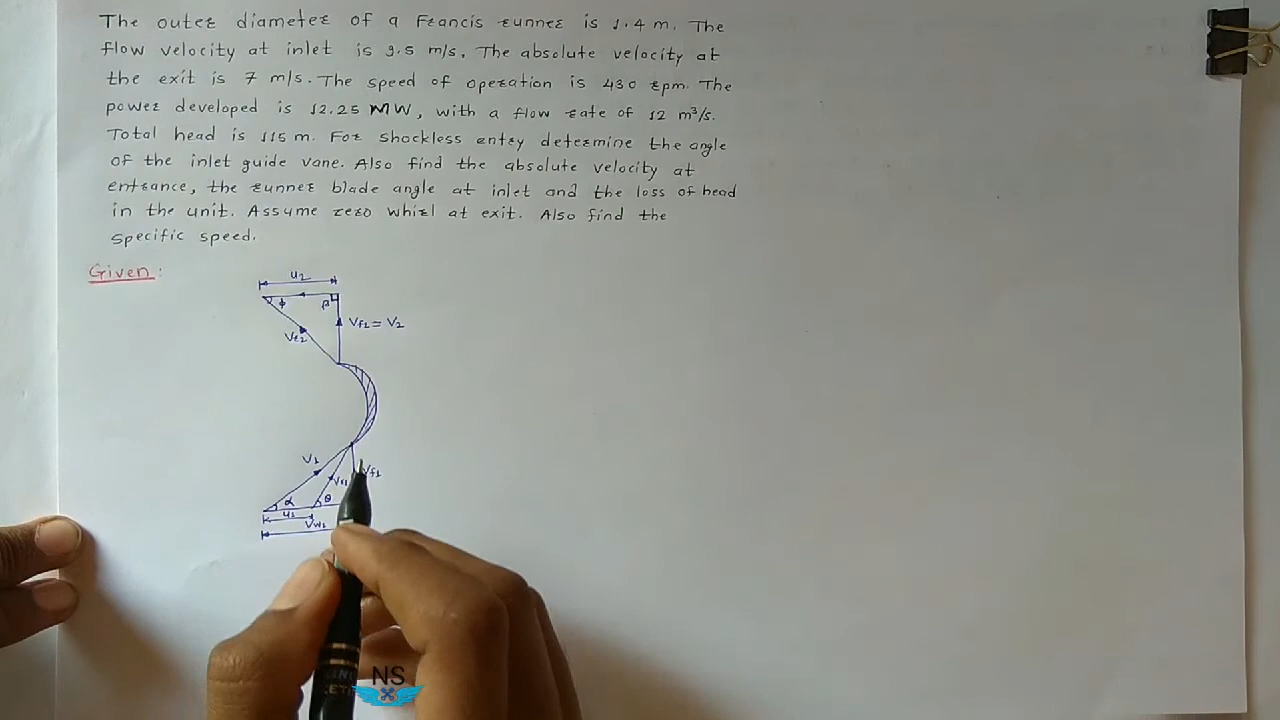 The outer diameter of a Francis runner is 1.4 m. The
flow velocity at inlet is 9.5 m/s. The absolute velocity at
the exit is 7 m/s. The speed of operation is 430 rpm. The
power developed is 12.25 MW, with a flow rate of 12 m³/s.
Total head is 115 m. For shockless entry determine the angle
of the inlet guide vane. Also find the absolute velocity at
entrance, the runner blade angle at inlet and the loss of head
in the unit. Assume zero whirl at exit. Also find the
specific speed.
Given:
u₂
φ β
Vf₂ = V₂
Vr₂
V₁
Vf₁
Vr₁
α θ
u₁
Vw₁
NS